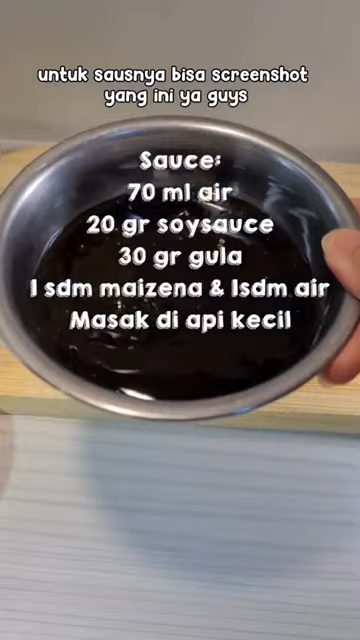 untuk sausnya bisa screenshot
yang ini ya guys
Sauce:
70 ml air
20 gr soysauce
30 gr gula
1 sdm maizena & 1sdm air
Masak di api kecil